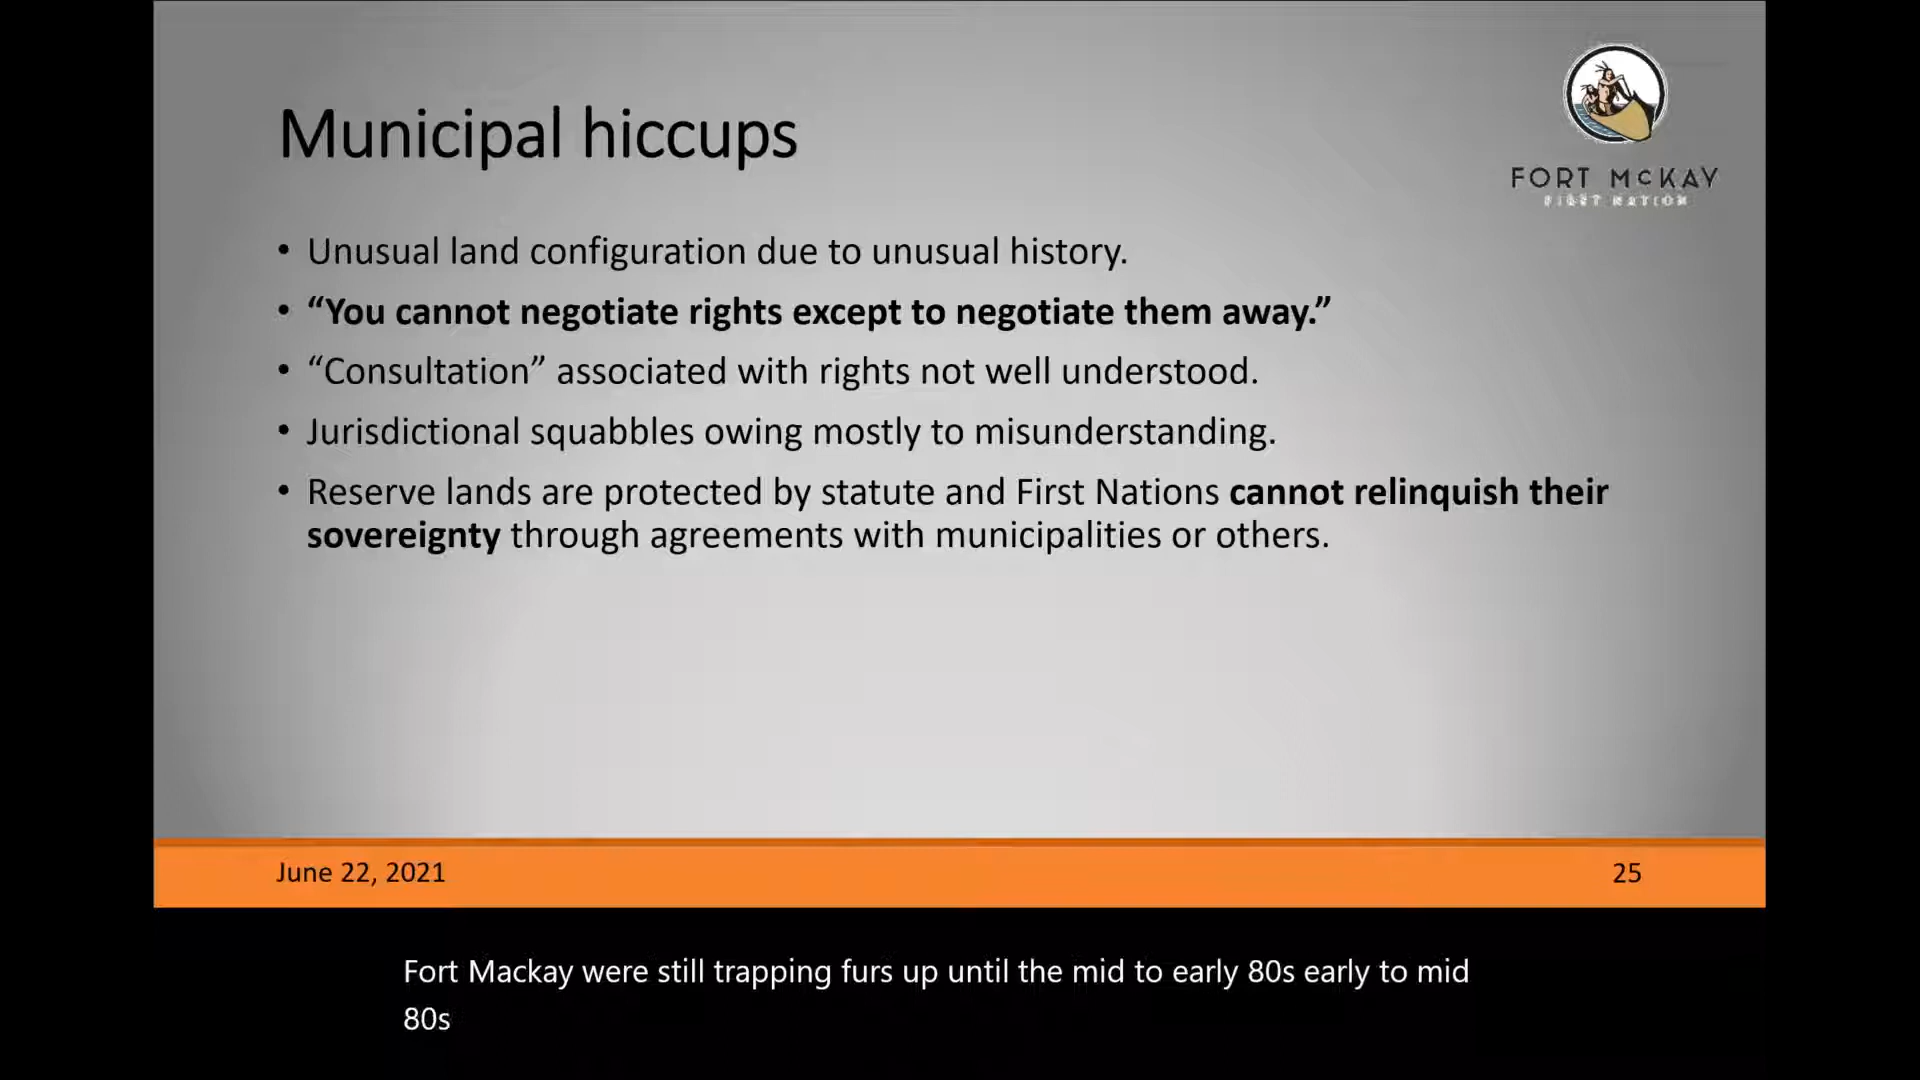 Municipal hiccups
FORT McKAY
FIRST NATION
• Unusual land configuration due to unusual history.
• “You cannot negotiate rights except to negotiate them away.”
• “Consultation” associated with rights not well understood.
• Jurisdictional squabbles owing mostly to misunderstanding.
• Reserve lands are protected by statute and First Nations cannot relinquish their
sovereignty through agreements with municipalities or others.
June 22, 2021
25
Fort Mackay were still trapping furs up until the mid to early 80s early to mid
80s